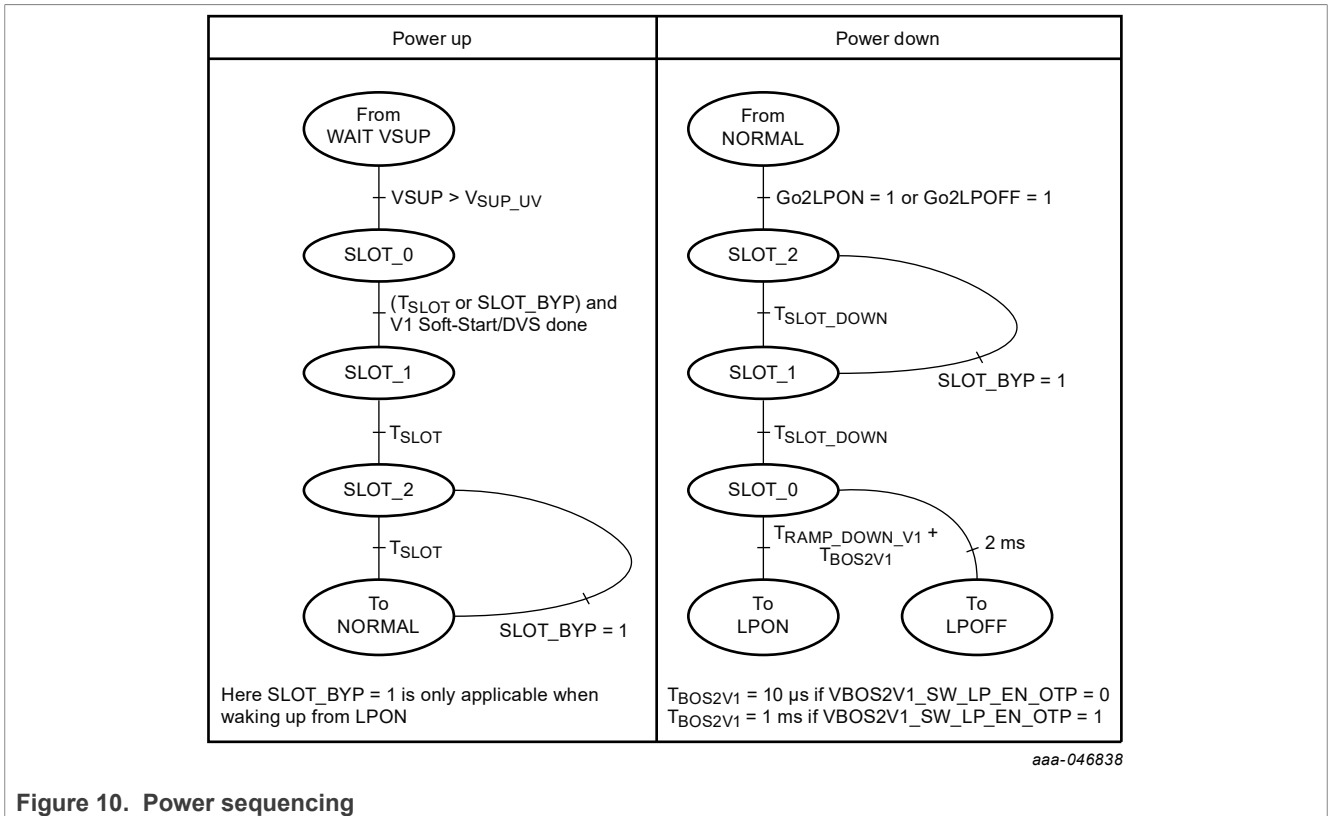 Power up
Power down
From
WAIT VSUP
VSUP > VSUP_UV
SLOT_0
(TSLOT or SLOT_BYP) and
V1 Soft-Start/DVS done
SLOT_1
TSLOT
SLOT_2
TSLOT
To
NORMAL
SLOT_BYP = 1
Here SLOT_BYP = 1 is only applicable when
waking up from LPON
From
NORMAL
Go2LPON = 1 or Go2LPOFF = 1
SLOT_2
TSLOT_DOWN
SLOT_1
SLOT_BYP = 1
TSLOT_DOWN
SLOT_0
TRAMP_DOWN_V1 +
TBOS2V1
2 ms
To
LPON
To
LPOFF
TBOS2V1 = 10 µs if VBOS2V1_SW_LP_EN_OTP = 0
TBOS2V1 = 1 ms if VBOS2V1_SW_LP_EN_OTP = 1
aaa-046838
Figure 10. Power sequencing